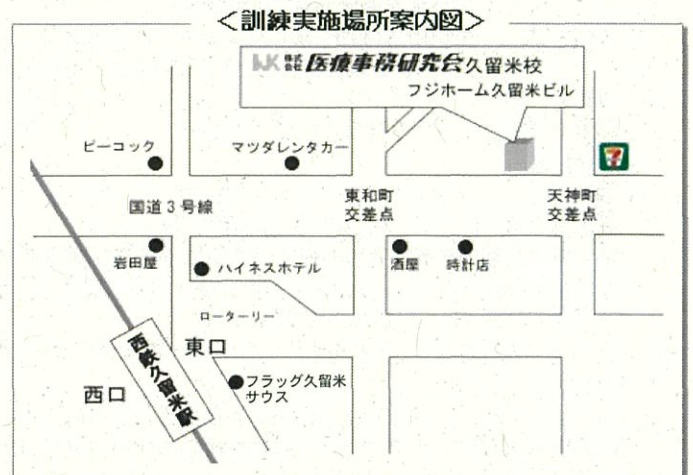 ＜訓練実施場所案内図＞
IJK 株式会社 医療事務研究会久留米校
フジホーム久留米ビル
ピーコック
マツダレンタカー
7
国道3号線
東和町
交差点
天神町
交差点
岩田屋
ハイネスホテル
酒屋
時計店
ロータリー
東口
西鉄久留米駅
西口
フラッグ久留米
サウス